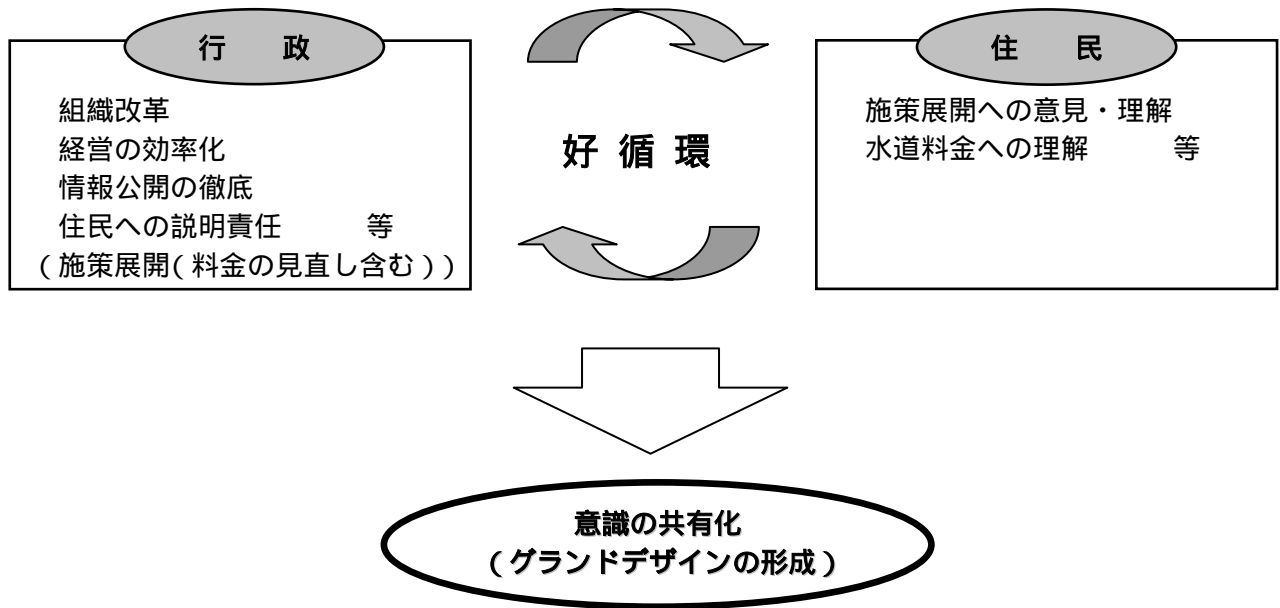 行　政
組織改革
経営の効率化
情報公開の徹底
住民への説明責任　　　等
（施策展開（料金の見直し含む））
好循環
住　民
施策展開への意見・理解
水道料金への理解　　　等
意識の共有化
（グランドデザインの形成）